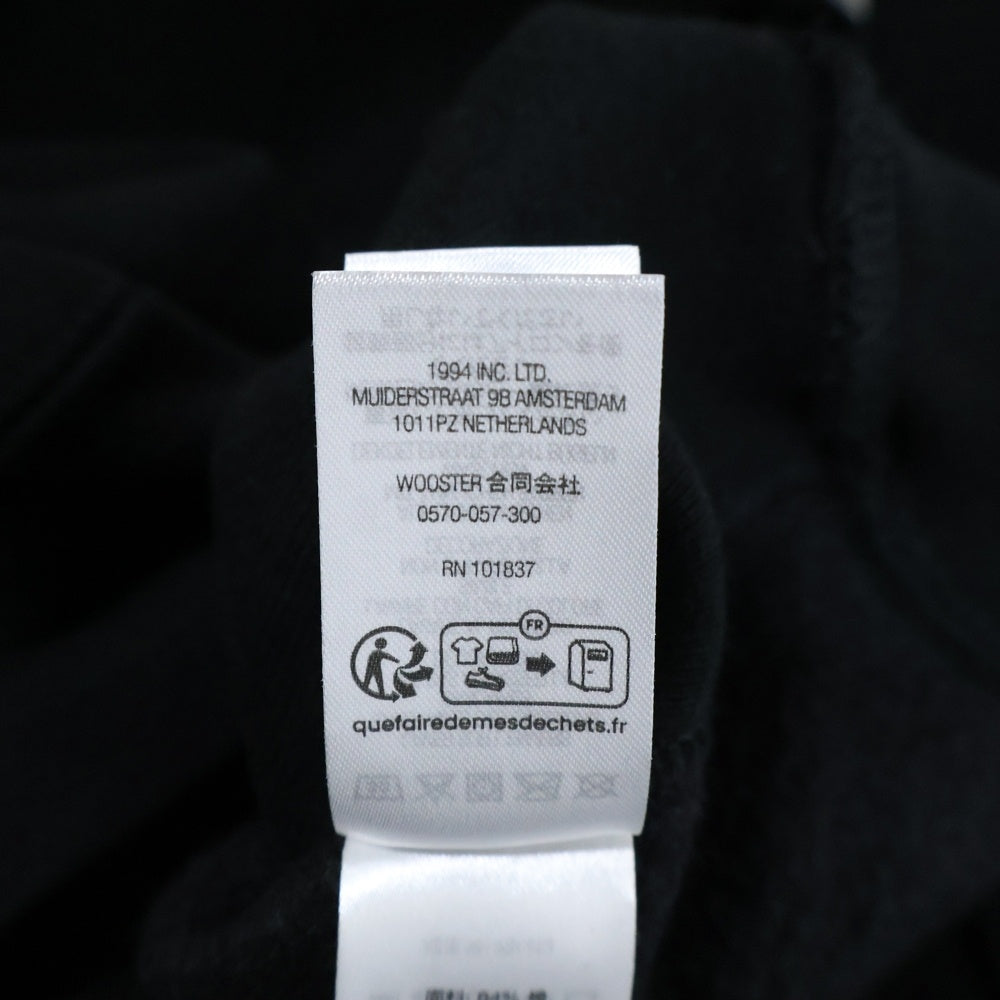 1994 INC. LTD.
MUIDERSTRAAT 9B AMSTERDAM
1011PZ NETHERLANDS
WOOSTER 合同会社
0570-057-300
RN 101837
FR
quefairedemesdechets.fr